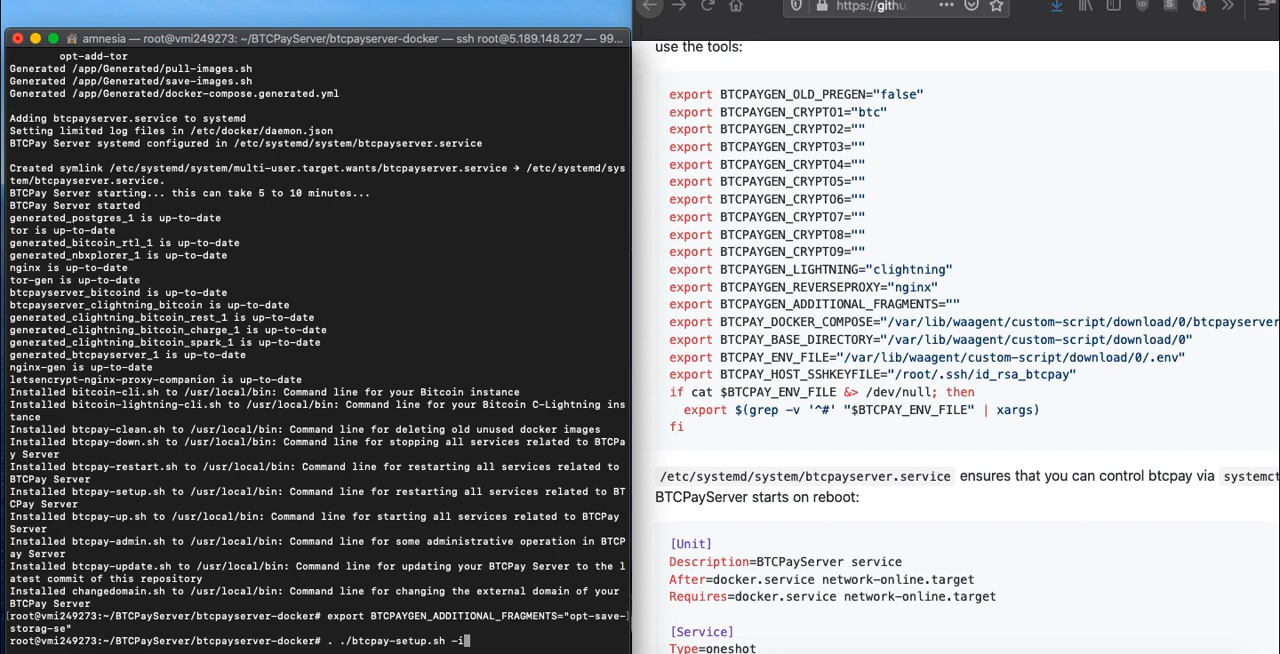 amnesia — root@vmi249273: ~/BTCPayServer/btcpayserver-docker — ssh root@5.189.148.227 — 99...
opt-add-tor
Generated /app/Generated/pull-images.sh
Generated /app/Generated/save-images.sh
Generated /app/Generated/docker-compose.generated.yml
Adding btcpayserver.service to systemd
Setting limited log files in /etc/docker/daemon.json
BTCPay Server systemd configured in /etc/systemd/system/btcpayserver.service
Created symlink /etc/systemd/system/multi-user.target.wants/btcpayserver.service → /etc/systemd/sys
tem/btcpayserver.service.
BTCPay Server starting... this can take 5 to 10 minutes...
BTCPay Server started
generated_postgres_1 is up-to-date
tor is up-to-date
generated_bitcoin_rtl_1 is up-to-date
generated_nbxplorer_1 is up-to-date
nginx is up-to-date
tor-gen is up-to-date
btcpayserver_bitcoind is up-to-date
btcpayserver_clightning_bitcoin is up-to-date
generated_clightning_bitcoin_rest_1 is up-to-date
generated_clightning_bitcoin_charge_1 is up-to-date
generated_clightning_bitcoin_spark_1 is up-to-date
generated_btcpayserver_1 is up-to-date
nginx-gen is up-to-date
letsencrypt-nginx-proxy-companion is up-to-date
Installed bitcoin-cli.sh to /usr/local/bin: Command line for your Bitcoin instance
Installed bitcoin-lightning-cli.sh to /usr/local/bin: Command line for your Bitcoin C-Lightning ins
tance
Installed btcpay-clean.sh to /usr/local/bin: Command line for deleting old unused docker images
Installed btcpay-down.sh to /usr/local/bin: Command line for stopping all services related to BTCPa
y Server
Installed btcpay-restart.sh to /usr/local/bin: Command line for restarting all services related to
BTCPay Server
Installed btcpay-setup.sh to /usr/local/bin: Command line for restarting all services related to BT
CPay Server
Installed btcpay-up.sh to /usr/local/bin: Command line for starting all services related to BTCPay
Server
Installed btcpay-admin.sh to /usr/local/bin: Command line for some administrative operation in BTCP
ay Server
Installed btcpay-update.sh to /usr/local/bin: Command line for updating your BTCPay Server to the l
atest commit of this repository
Installed changedomain.sh to /usr/local/bin: Command line for changing the external domain of your
BTCPay Server
[root@vmi249273:~/BTCPayServer/btcpayserver-docker# export BTCPAYGEN_ADDITIONAL_FRAGMENTS="opt-save-]
storag-se"
root@vmi249273:~/BTCPayServer/btcpayserver-docker# . ./btcpay-setup.sh -i
https://githu
use the tools:
export BTCPAYGEN_OLD_PREGEN="false"
export BTCPAYGEN_CRYPTO1="btc"
export BTCPAYGEN_CRYPTO2=""
export BTCPAYGEN_CRYPTO3=""
export BTCPAYGEN_CRYPTO4=""
export BTCPAYGEN_CRYPTO5=""
export BTCPAYGEN_CRYPTO6=""
export BTCPAYGEN_CRYPTO7=""
export BTCPAYGEN_CRYPTO8=""
export BTCPAYGEN_CRYPTO9=""
export BTCPAYGEN_LIGHTNING="clightning"
export BTCPAYGEN_REVERSEPROXY="nginx"
export BTCPAYGEN_ADDITIONAL_FRAGMENTS=""
export BTCPAY_DOCKER_COMPOSE="/var/lib/waagent/custom-script/download/0/btcpayserver
export BTCPAY_BASE_DIRECTORY="/var/lib/waagent/custom-script/download/0"
export BTCPAY_ENV_FILE="/var/lib/waagent/custom-script/download/0/.env"
export BTCPAY_HOST_SSHKEYFILE="/root/.ssh/id_rsa_btcpay"
if cat $BTCPAY_ENV_FILE &> /dev/null; then
export $(grep -v '^#' "$BTCPAY_ENV_FILE" | xargs)
fi
/etc/systemd/system/btcpayserver.service ensures that you can control btcpay via systemct
BTCPayServer starts on reboot:
[Unit]
Description=BTCPayServer service
After=docker.service network-online.target
Requires=docker.service network-online.target
[Service]
Type=oneshot